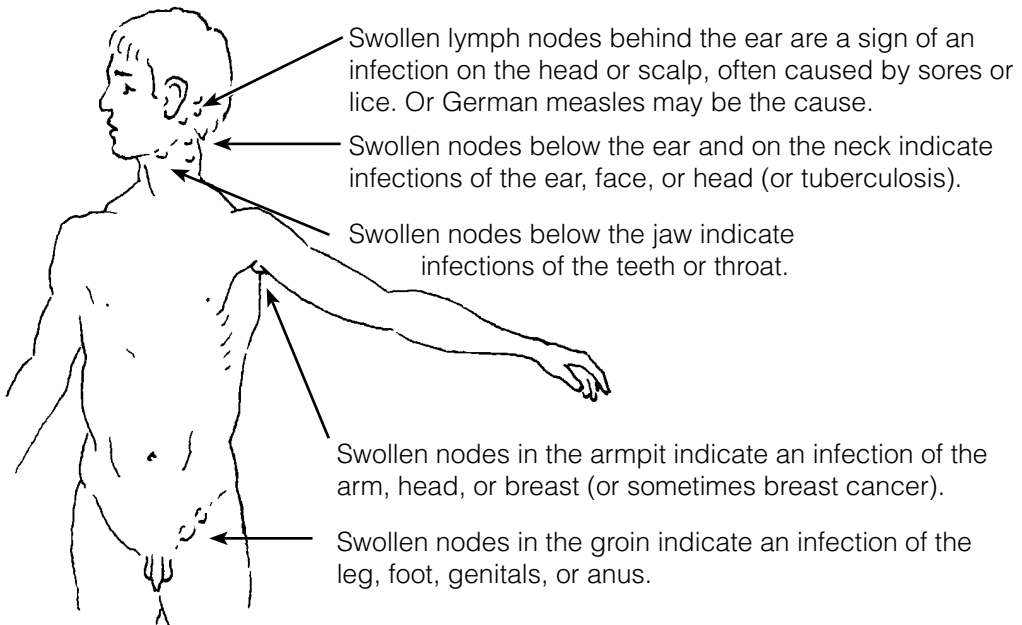 Swollen lymph nodes behind the ear are a sign of an
infection on the head or scalp, often caused by sores or
lice. Or German measles may be the cause.
Swollen nodes below the ear and on the neck indicate
infections of the ear, face, or head (or tuberculosis).
Swollen nodes below the jaw indicate
infections of the teeth or throat.
Swollen nodes in the armpit indicate an infection of the
arm, head, or breast (or sometimes breast cancer).
Swollen nodes in the groin indicate an infection of the
leg, foot, genitals, or anus.